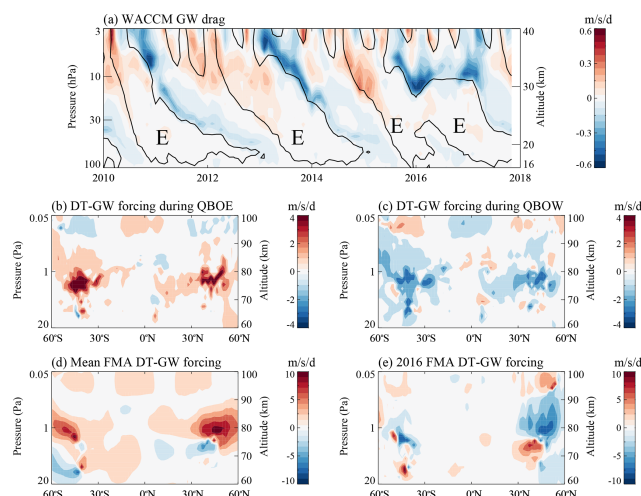 (a) WACCM GW drag
m/s/d
Pressure (hPa)
3
10
30
100
E
E
E
E
2010
2012
2014
2016
2018
40
30
20
16
Altitude (km)
0.6
0.3
0
-0.3
-0.6
(b) DT-GW forcing during QBOE
m/s/d
Pressure (Pa)
0.05
1
20
60°S
30°S
0°N
30°N
60°N
100
90
80
70
60
Altitude (km)
4
2
0
-2
-4
(c) DT-GW forcing during QBOW
m/s/d
Pressure (Pa)
0.05
1
20
60°S
30°S
0°N
30°N
60°N
100
90
80
70
60
Altitude (km)
4
2
0
-2
-4
(d) Mean FMA DT-GW forcing
m/s/d
Pressure (Pa)
0.05
1
20
60°S
30°S
0°N
30°N
60°N
100
90
80
70
60
Altitude (km)
10
5
0
-5
-10
(e) 2016 FMA DT-GW forcing
m/s/d
Pressure (Pa)
0.05
1
20
60°S
30°S
0°N
30°N
60°N
100
90
80
70
60
Altitude (km)
10
5
0
-5
-10